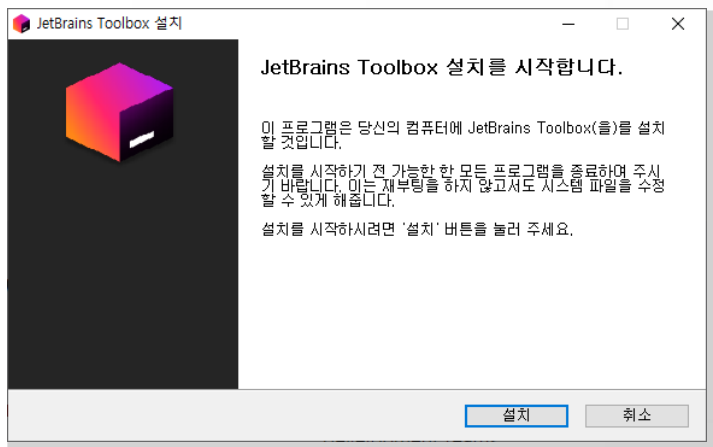 JetBrains Toolbox 설치
JetBrains Toolbox 설치를 시작합니다.
이 프로그램은 당신의 컴퓨터에 JetBrains Toolbox(을)를 설치
할 것입니다.
설치를 시작하기 전 가능한 한 모든 프로그램을 종료하여 주시
기 바랍니다. 이는 재부팅을 하지 않고서도 시스템 파일을 수정
할 수 있게 해줍니다.
설치를 시작하시려면 '설치' 버튼을 눌러 주세요.
설치
취소